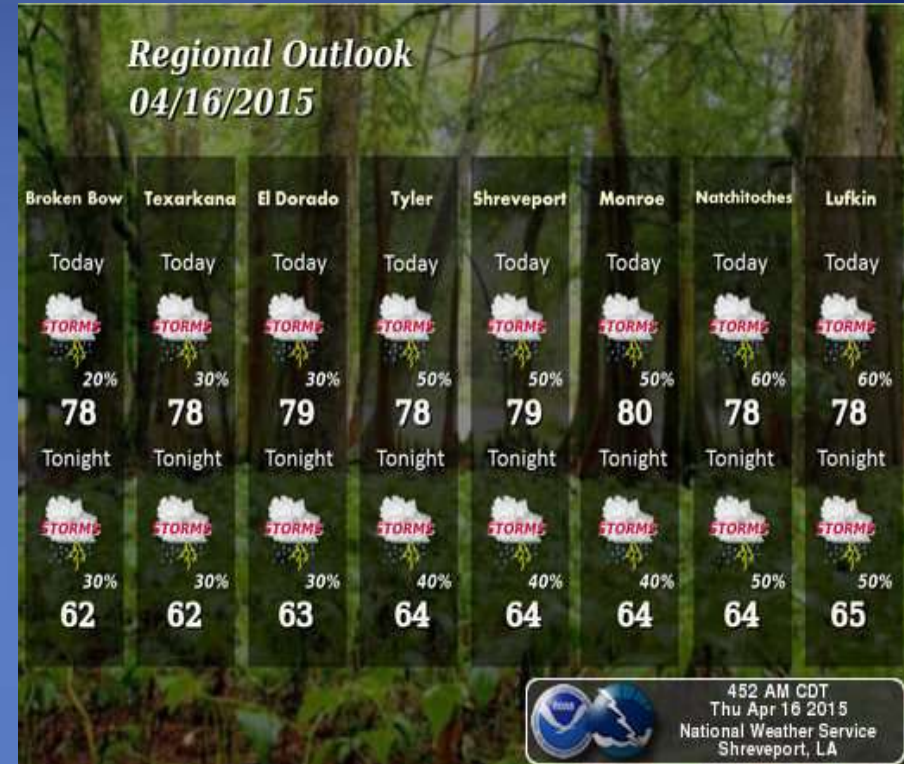 Regional Outlook
04/16/2015
Broken Bow Texarkana El Dorado Tyler Shreveport Monroe Natchitoches Lufkin
Today Today Today Today Today Today Today Today
STORMS STORMS STORMS STORMS STORMS STORMS STORMS STORMS
20% 30% 30% 50% 50% 50% 60% 60%
78 78 79 78 79 80 78 78
Tonight Tonight Tonight Tonight Tonight Tonight Tonight Tonight
STORMS STORMS STORMS STORMS STORMS STORMS STORMS STORMS
30% 30% 30% 40% 40% 40% 50% 50%
62 62 63 64 64 64 64 65
452 AM CDT
Thu Apr 16 2015
National Weather Service
Shreveport, LA